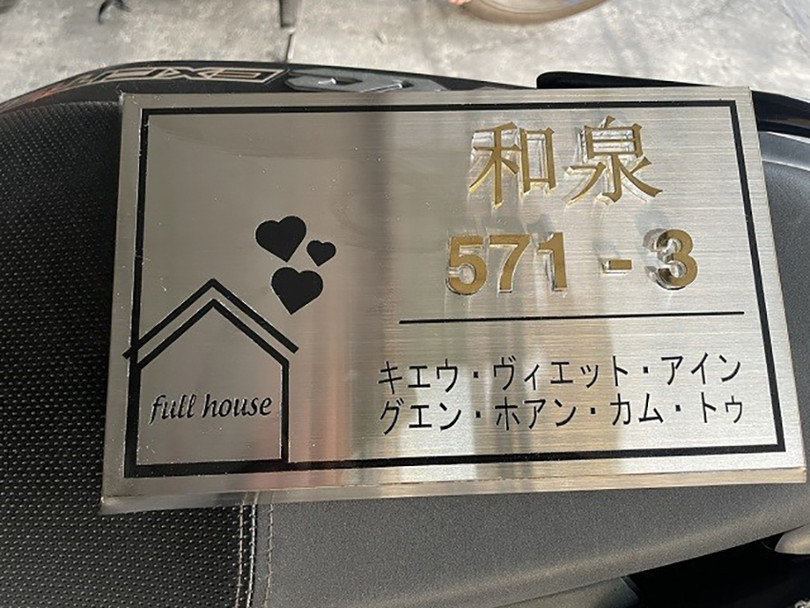 和泉
571-3
キエウ・ヴィエット・アイン
グエン・ホアン・カム・トゥ
full house